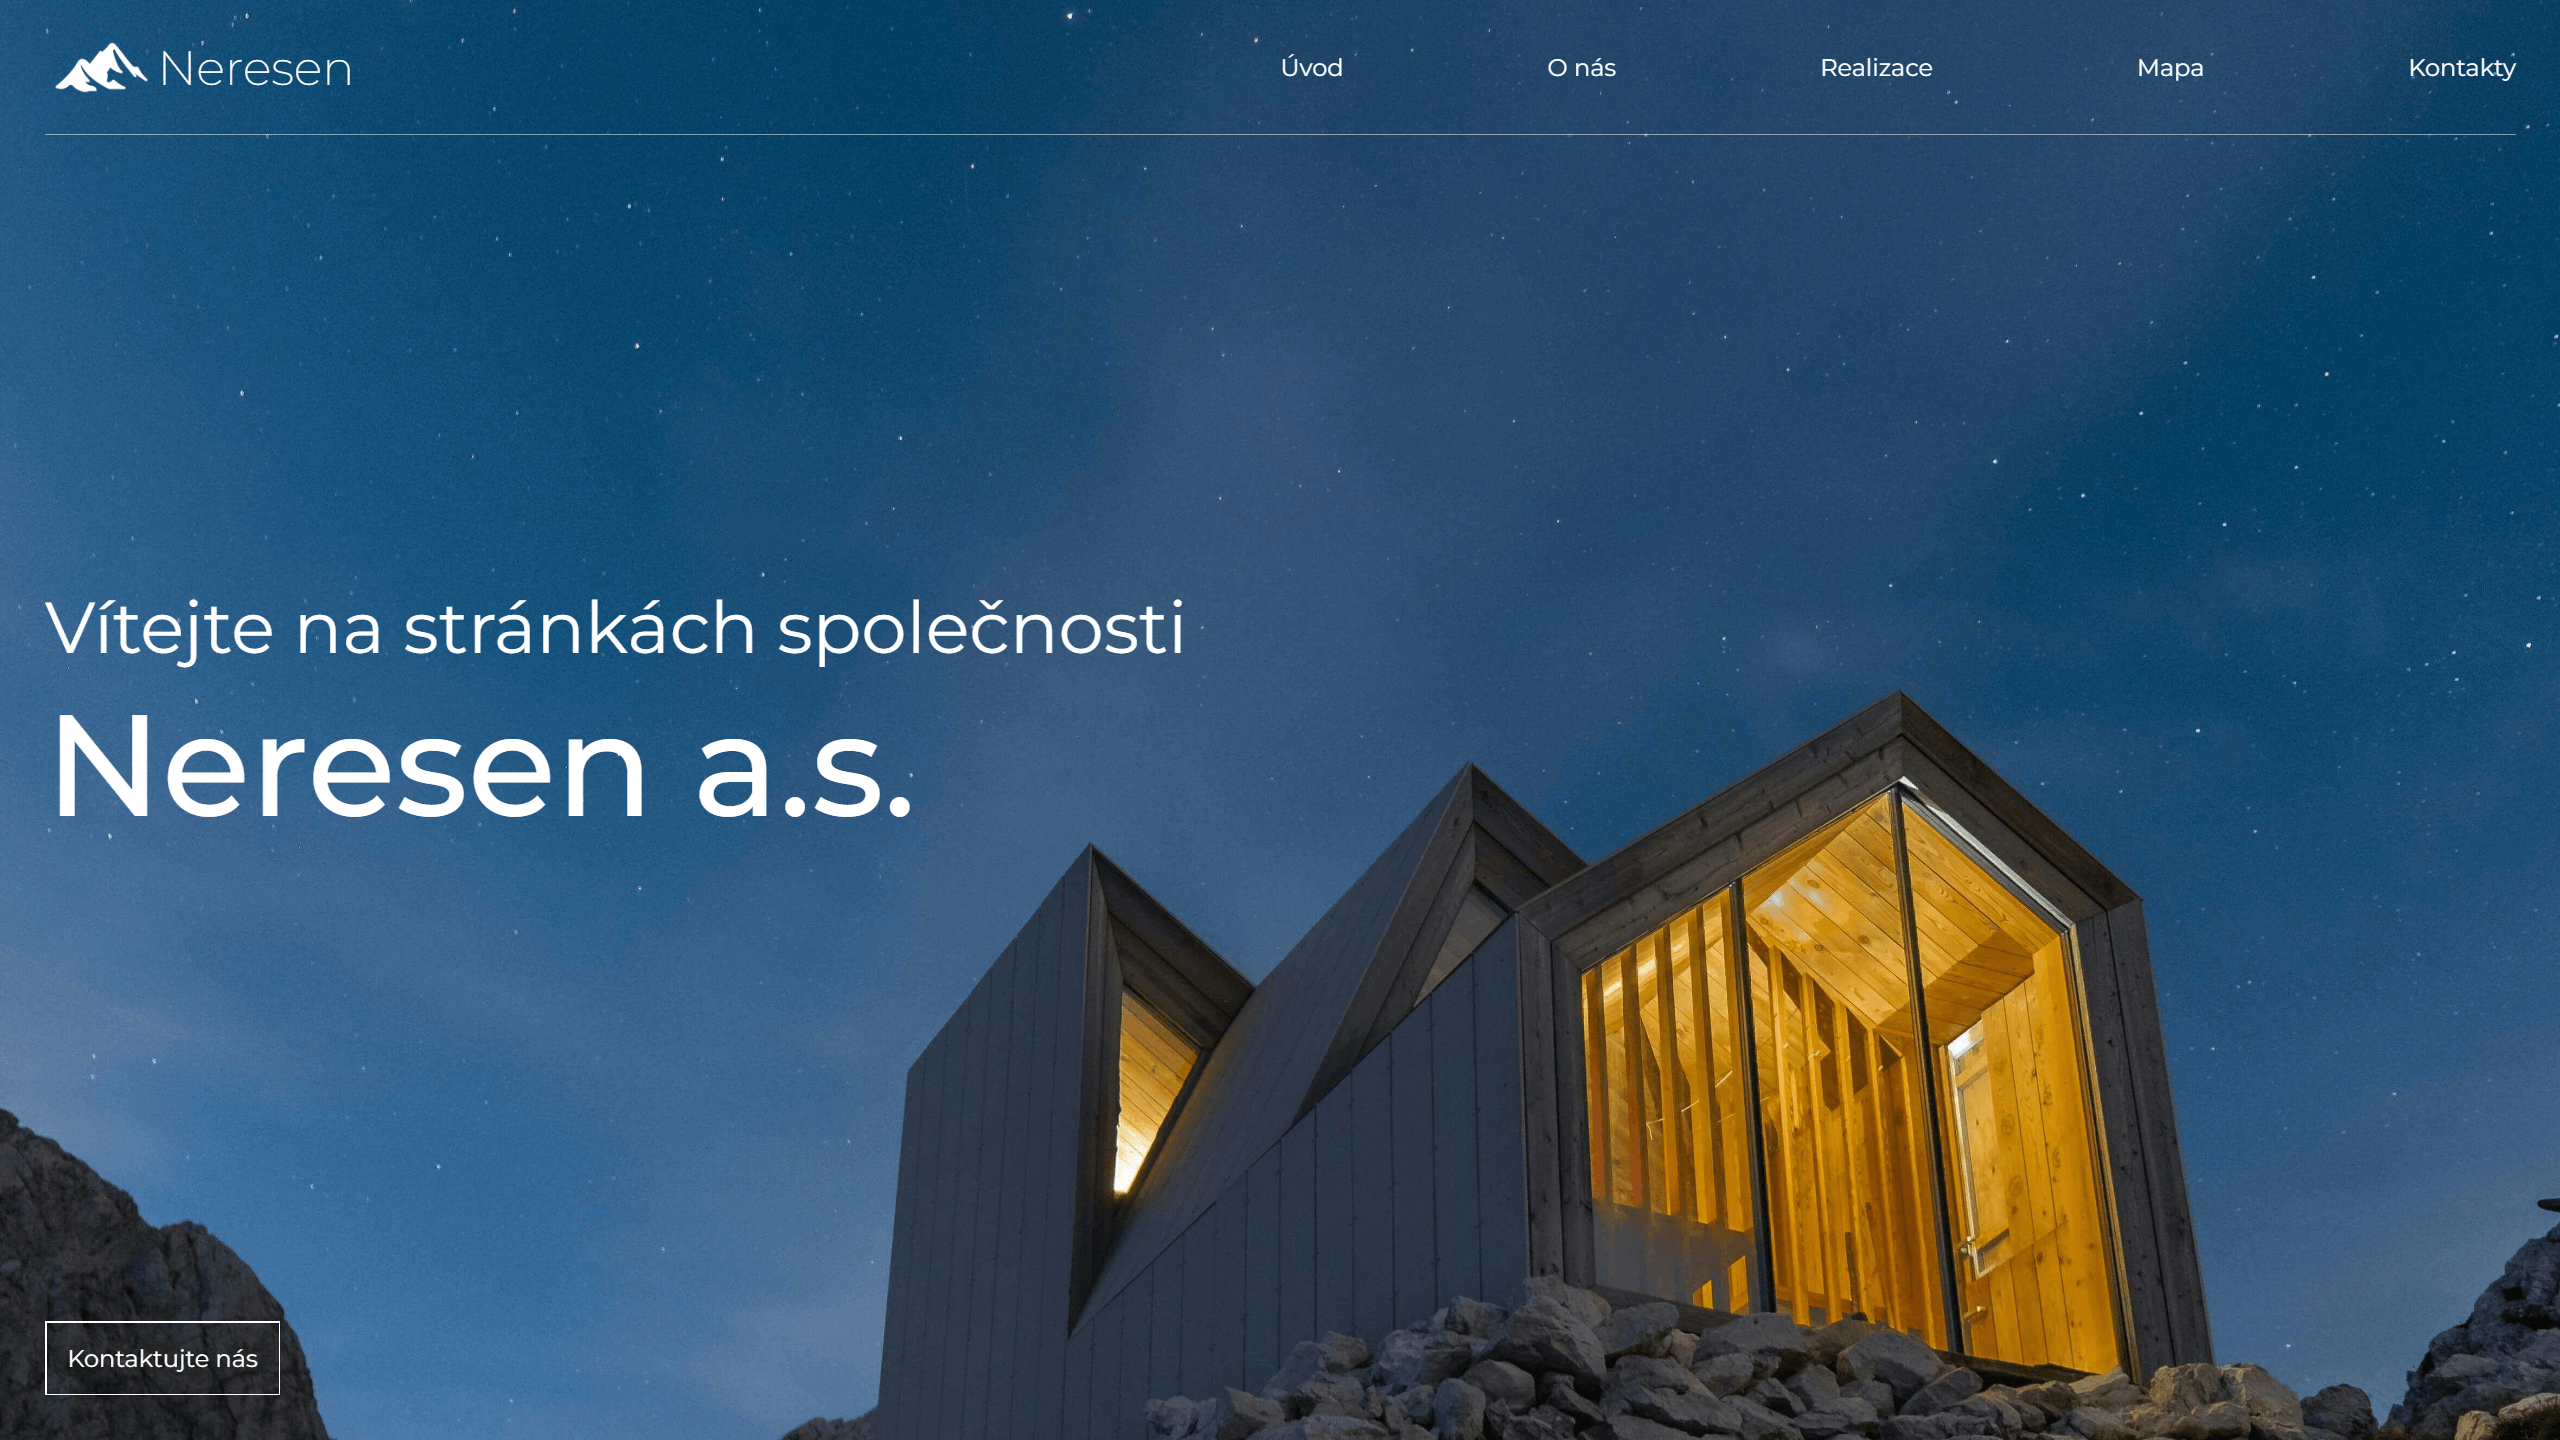 Neresen
Úvod
O nás
Realizace
Mapa
Kontakty
Vítejte na stránkách společnosti
Neresen a.s.
Kontaktujte nás